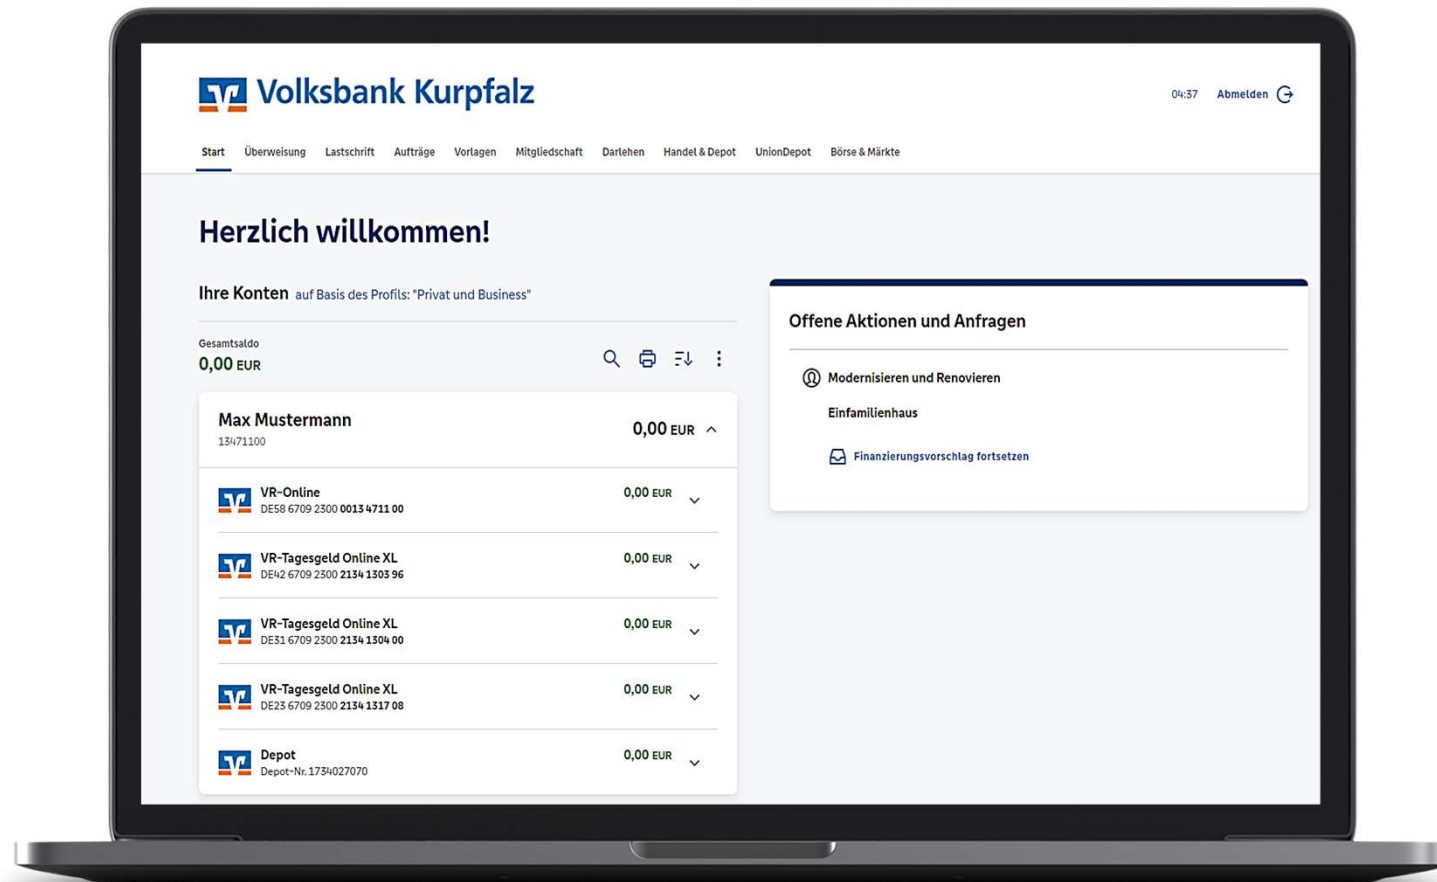 Volksbank Kurpfalz
04:37 Abmelden
Start Überweisung Lastschrift Aufträge Vorlagen Mitgliedschaft Darlehen Handel & Depot UnionDepot Börse & Märkte
Herzlich willkommen!
Ihre Konten auf Basis des Profils: "Privat und Business"
Gesamtsaldo
0,00 EUR
Max Mustermann
13471100
0,00 EUR
VR-Online
DE58 6709 2300 0013 4711 00
0,00 EUR
VR-Tagesgeld Online XL
DE42 6709 2300 2134 1303 96
0,00 EUR
VR-Tagesgeld Online XL
DE31 6709 2300 2134 1304 00
0,00 EUR
VR-Tagesgeld Online XL
DE23 6709 2300 2134 1317 08
0,00 EUR
Depot
Depot-Nr. 1734027070
0,00 EUR
Offene Aktionen und Anfragen
Modernisieren und Renovieren
Einfamilienhaus
Finanzierungsvorschlag fortsetzen